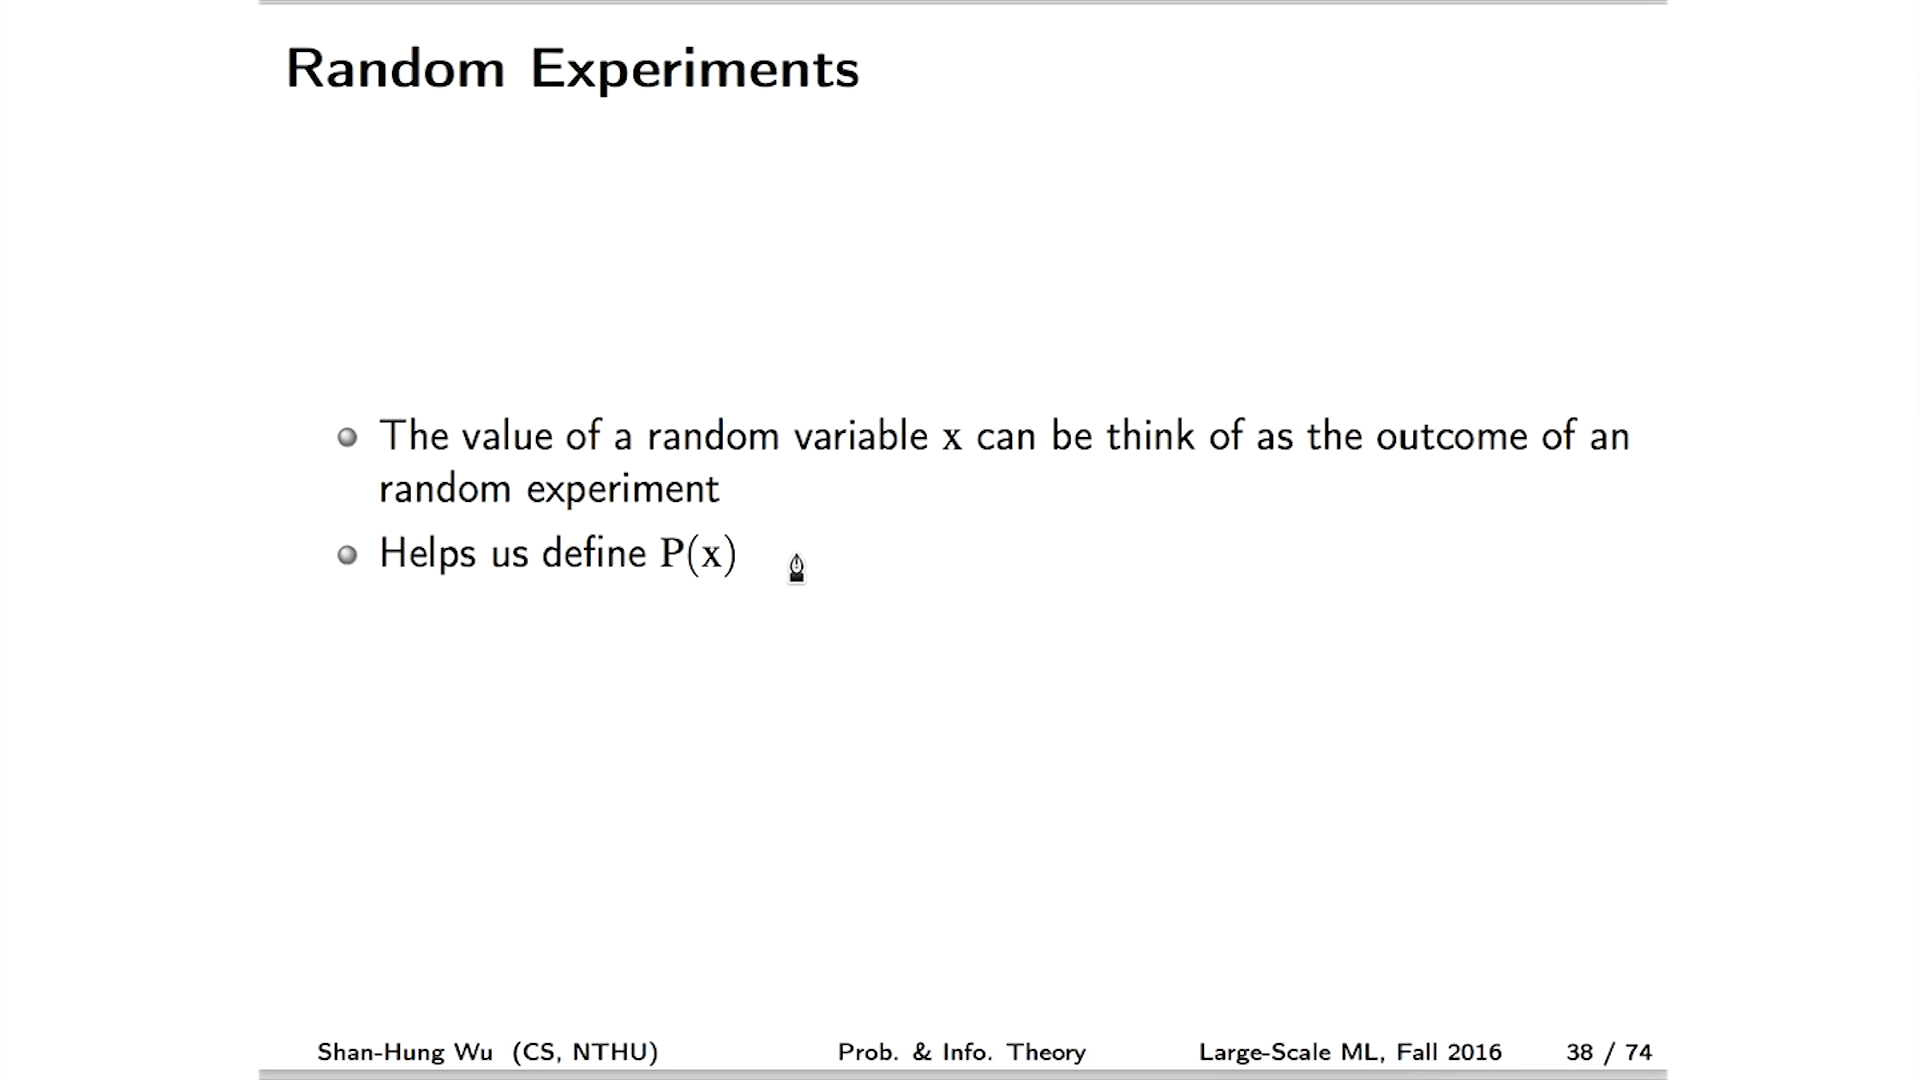 Random Experiments
The value of a random variable x can be think of as the outcome of an
random experiment
Helps us define P(x)
Shan-Hung Wu (CS, NTHU) Prob. & Info. Theory Large-Scale ML, Fall 2016 38 / 74